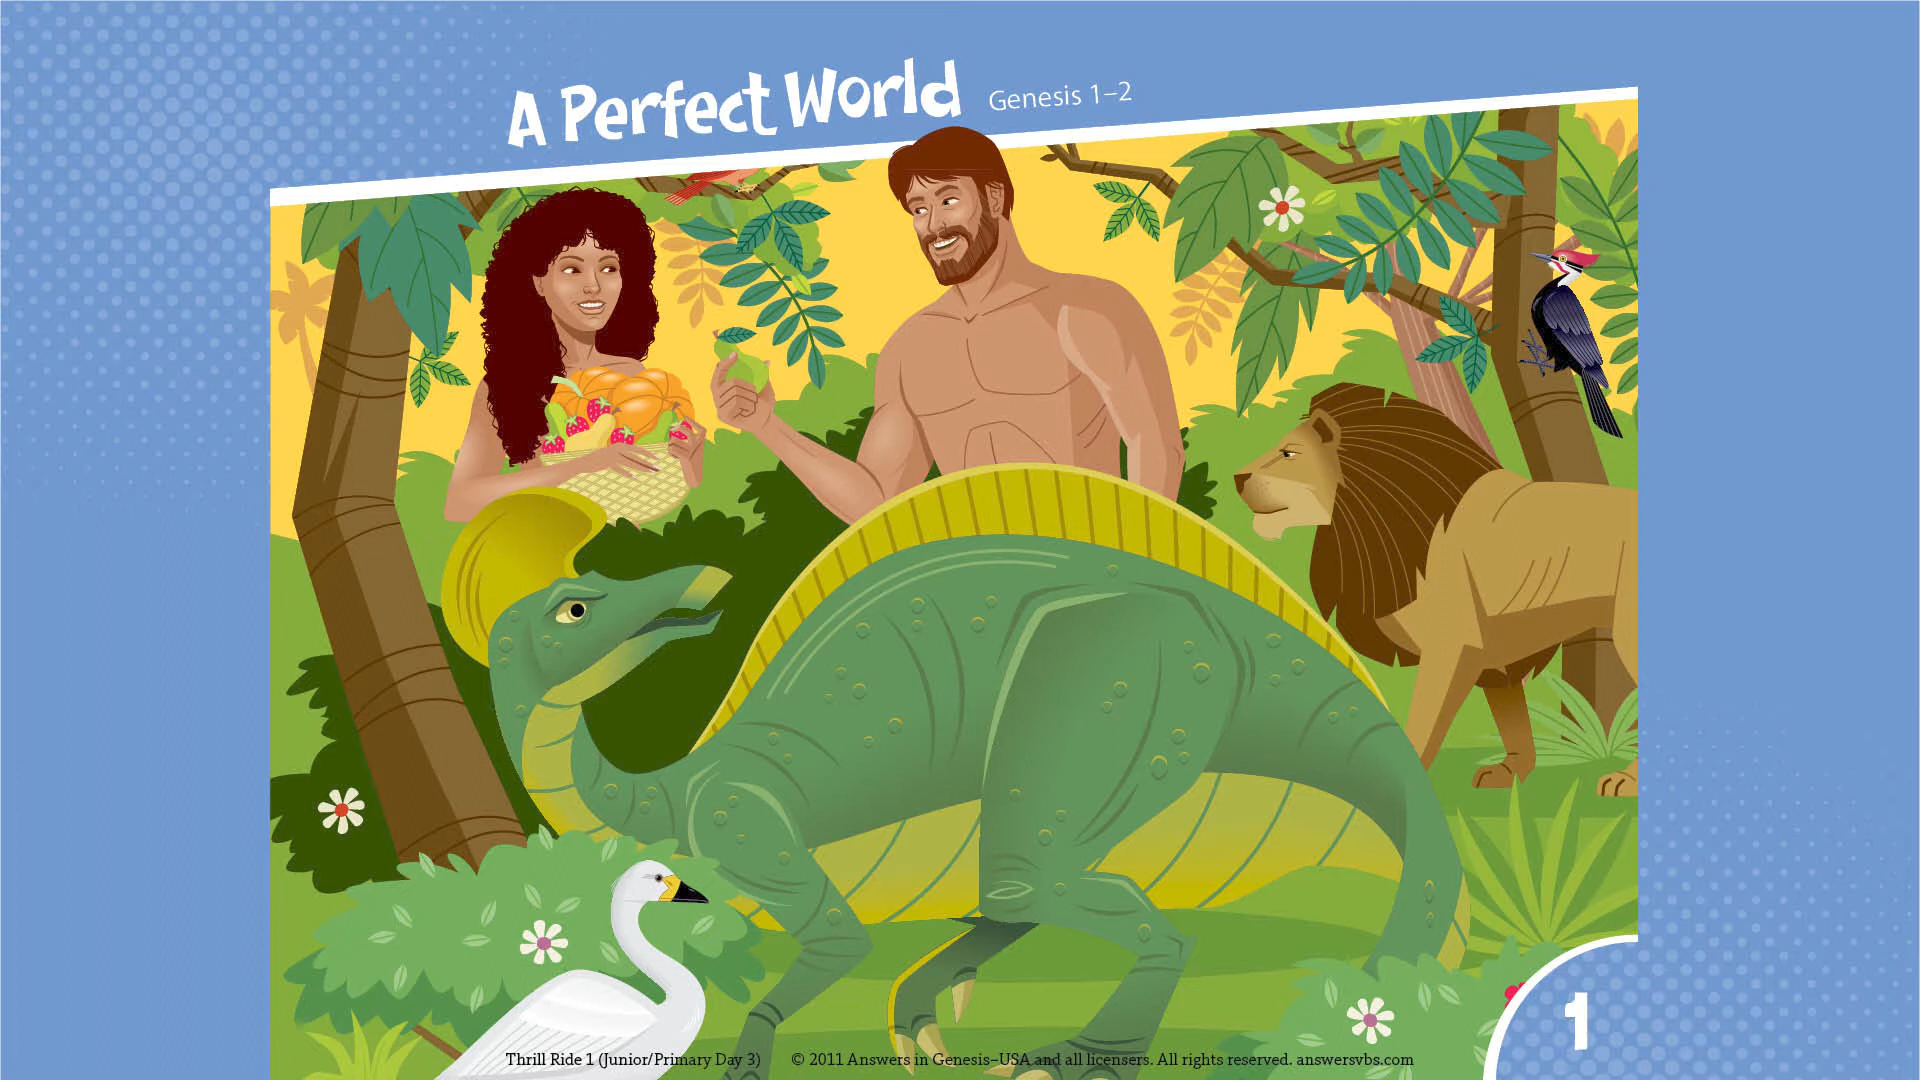 A Perfect World Genesis 1–2
1
Thrill Ride 1 (Junior/Primary Day 3) © 2011 Answers in Genesis–USA and all licensers. All rights reserved. answersvbs.com